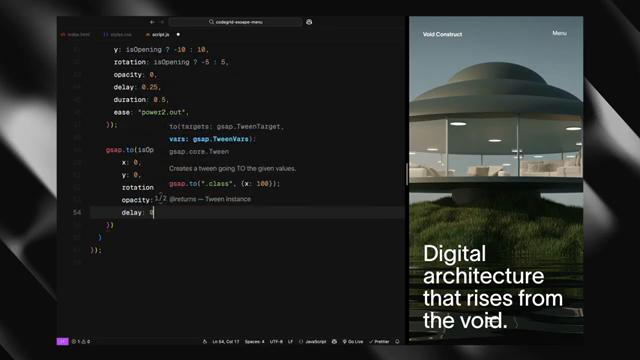 codegrid-escape-menu
index.html
styles.css
script.js
y: isOpening ? -10 : 10,
rotation: isOpening ? -5 : 5,
opacity: 0,
delay: 0.25,
duration: 0.5,
ease: "power2.out",
});
to(targets: gsap.TweenTarget,
vars: gsap.TweenVars):
gsap.core.Tween
Creates a tween going TO the given values.
gsap.to(".class", {x: 100});
1/2
@returns — Tween instance
gsap.to(isOp
x: 0,
y: 0,
rotation
opacity:
54
delay: 0
})
}
});
Ln 54, Col 17
Spaces: 4
UTF-8
LF
{} JavaScript
Go Live
Prettier
Void Construct
Menu
Digital
architecture
that rises from
the void.